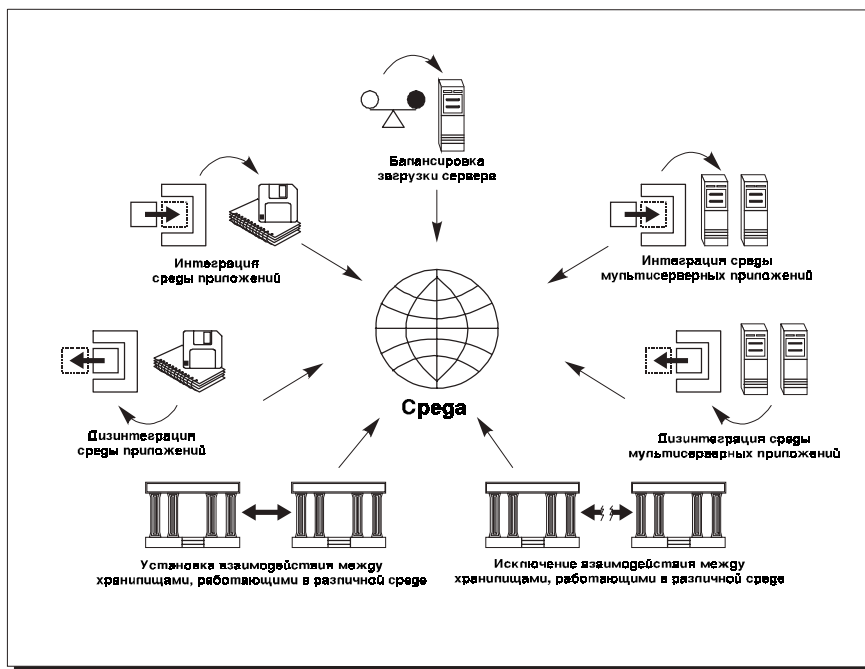 Балансировка
загрузки сервера
Интеграция
среды приложений
Интеграция среды
мультисерверных приложений
Среда
Дизинтеграция
среды приложений
Дизинтеграция среды
мультисерверных приложений
Установка взаимодействия между
хранилищами, работающими в различной среде
Исключение взаимодействия между
хранилищами, работающими в различной среде